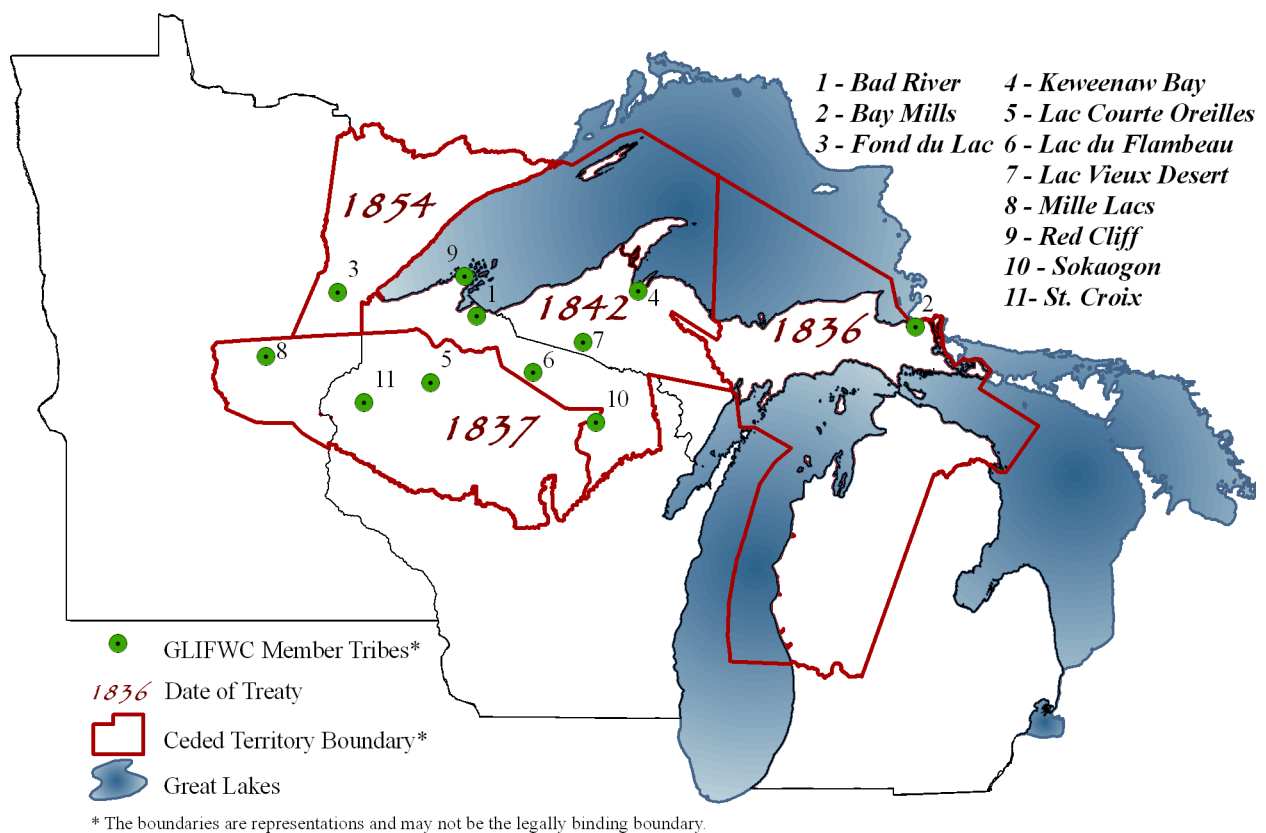 1 - Bad River
2 - Bay Mills
3 - Fond du Lac
4 - Keweenaw Bay
5 - Lac Courte Oreilles
6 - Lac du Flambeau
7 - Lac Vieux Desert
8 - Mille Lacs
9 - Red Cliff
10 - Sokaogon
11- St. Croix
1854
9
3
1
4
1842
2
1836
7
8
5
6
11
10
1837
GLIFWC Member Tribes*
1836 Date of Treaty
Ceded Territory Boundary*
Great Lakes
* The boundaries are representations and may not be the legally binding boundary.